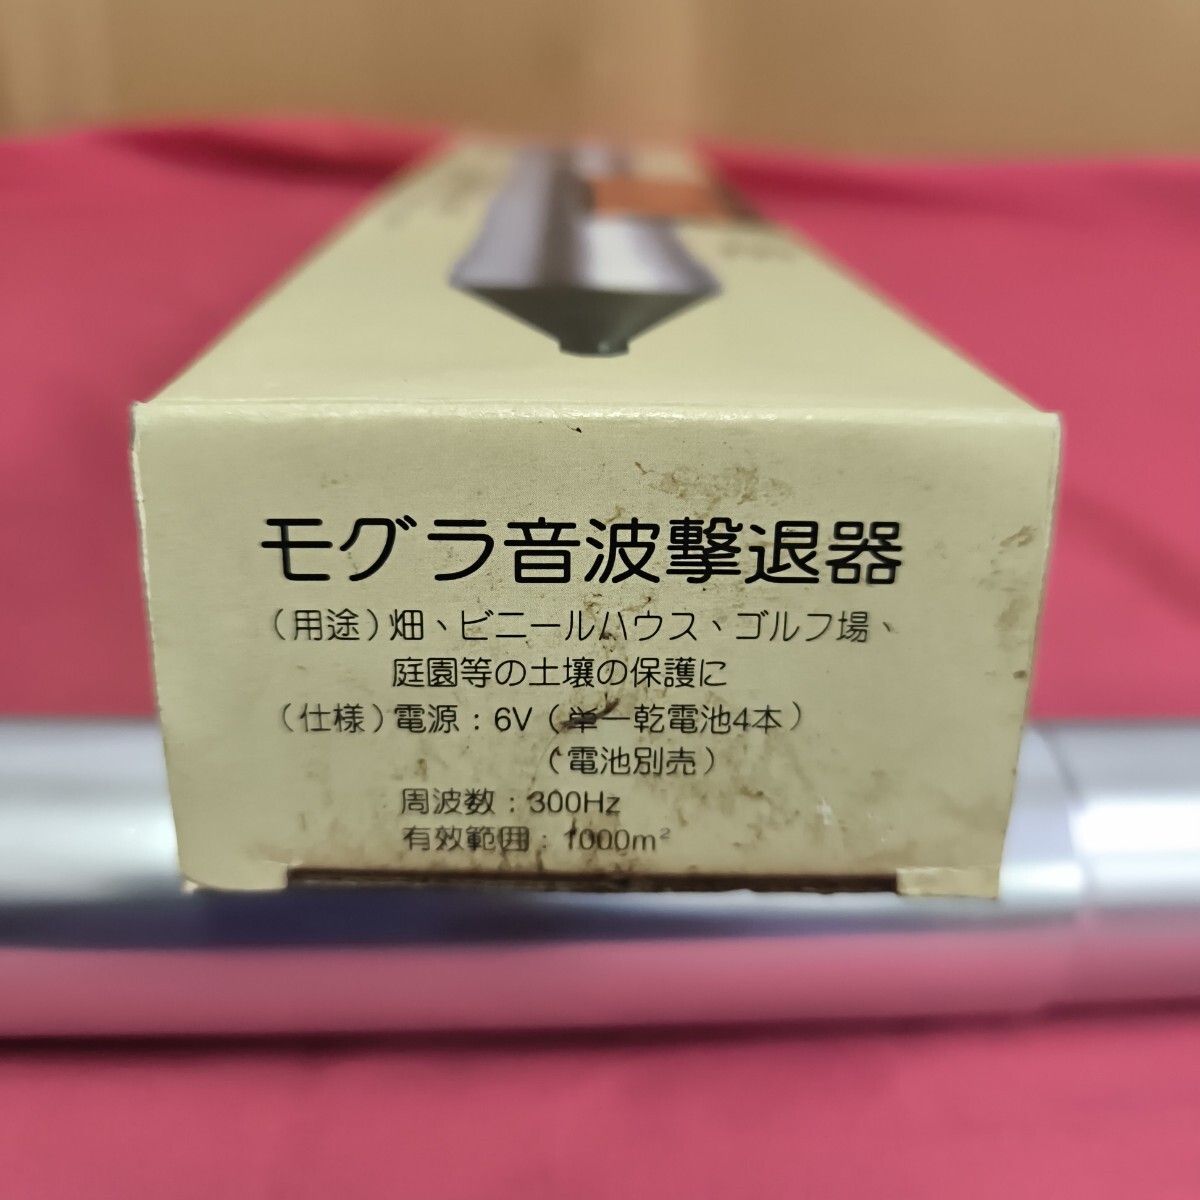 モグラ音波撃退器
(用途)畑、ビニールハウス、ゴルフ場、
庭園等の土壌の保護に
(仕様)電源:6V(単一乾電池4本)
(電池別売)
周波数:300Hz
有效範囲:1000m²